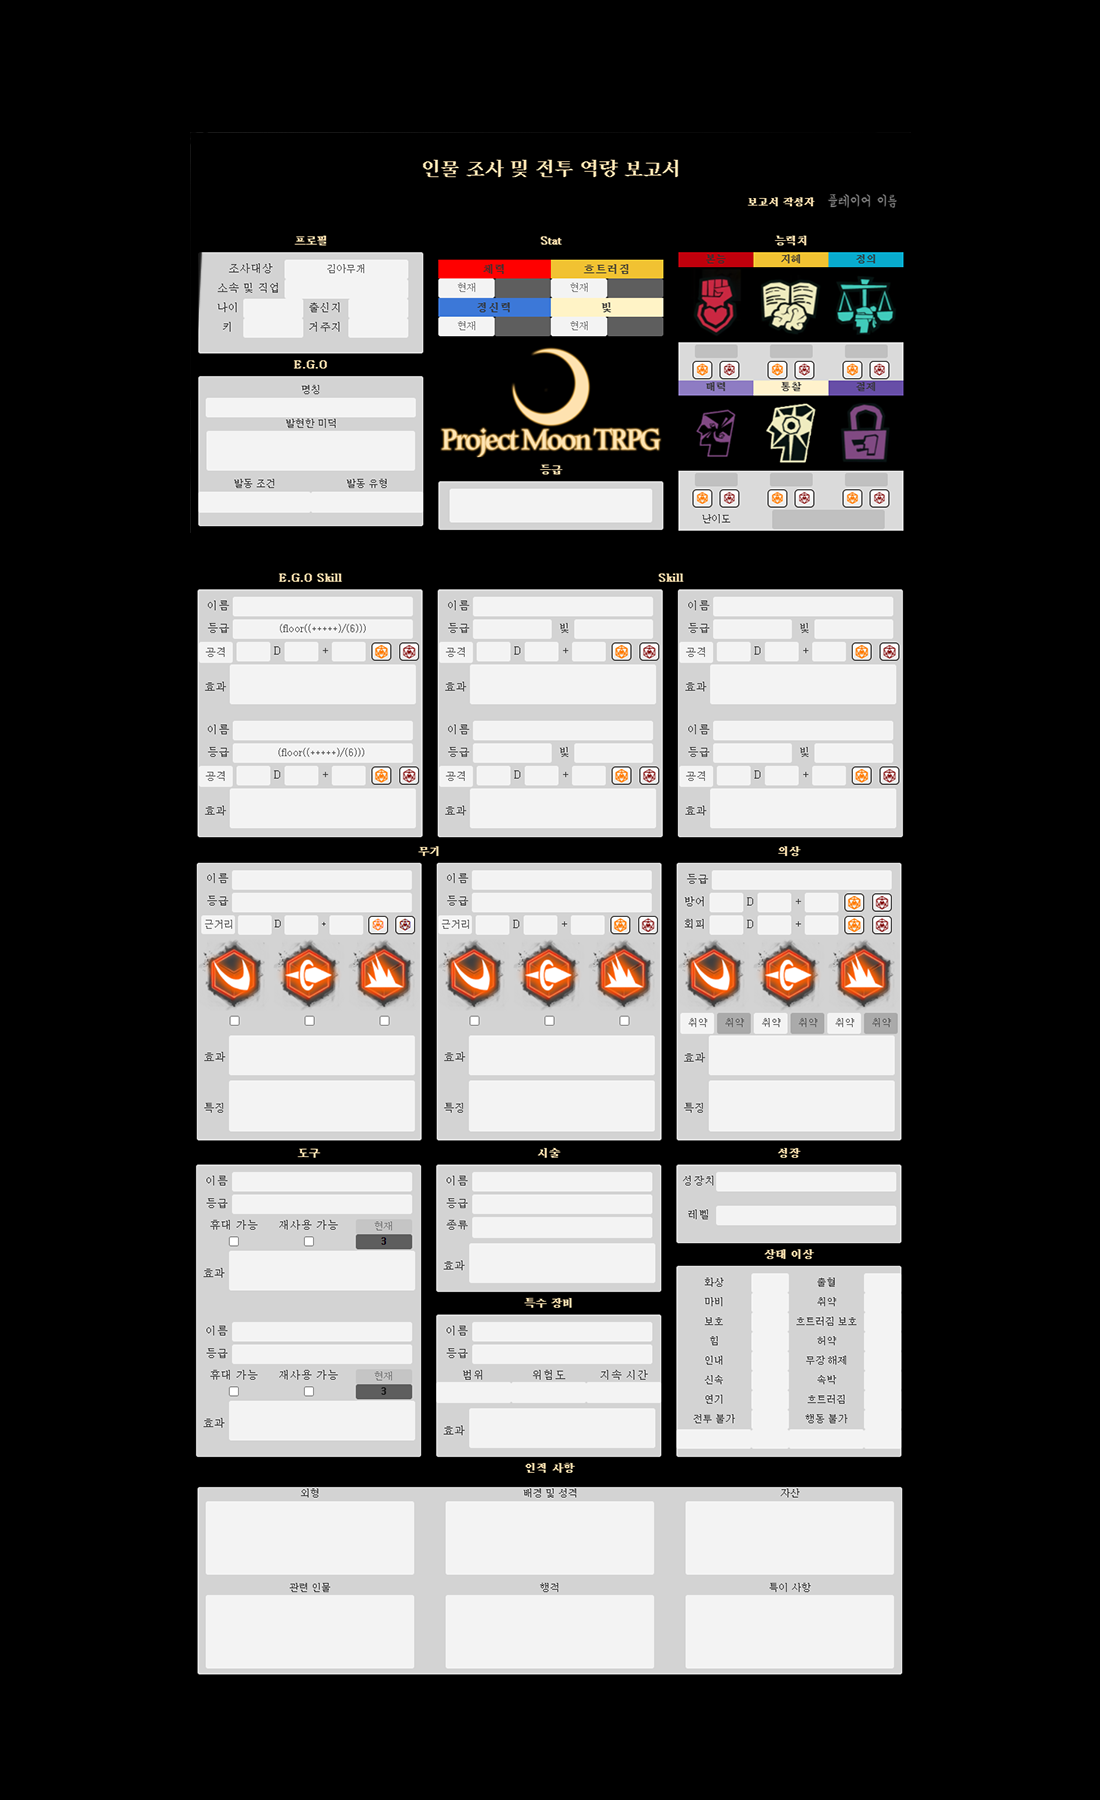 인물 조사 및 전투 역량 보고서
보고서 작성자 플레이어 이름
프로필
조사대상 김아무개
소속 및 직업
나이 출신지
키 거주지
E.G.O
명칭
발현한 미덕
발동 조건 발동 유형
Stat
체력 흐트러짐
현재 현재
정신력 빛
현재 현재
Project Moon TRPG
등급
능력치
본능 지혜 정의
매력 통찰 절제
난이도
E.G.O Skill
이름
등급 (floor((+++++)/(6)))
공격 D +
효과
이름
등급 (floor((+++++)/(6)))
공격 D +
효과
Skill
이름 이름
등급 빛 등급 빛
공격 D + 공격 D +
효과 효과
이름 이름
등급 빛 등급 빛
공격 D + 공격 D +
효과 효과
무기
이름 이름
등급 등급
근거리 D + 근거리 D +
효과 효과
특징 특징
의상
등급
방어 D +
회피 D +
취약 취약 취약 취약 취약 취약
효과
특징
도구
이름
등급
휴대 가능 재사용 가능 현재
3
효과
이름
등급
휴대 가능 재사용 가능 현재
3
효과
시술
이름
등급
종류
효과
특수 장비
이름
등급
범위 위험도 지속 시간
효과
성장
성장치
레벨
상태 이상
화상 출혈
마비 취약
보호 흐트러짐 보호
힘 허약
인내 무장 해제
신속 속박
연기 흐트러짐
전투 불가 행동 불가
인격 사항
외형 배경 및 성격 자산
관련 인물 행적 특이 사항